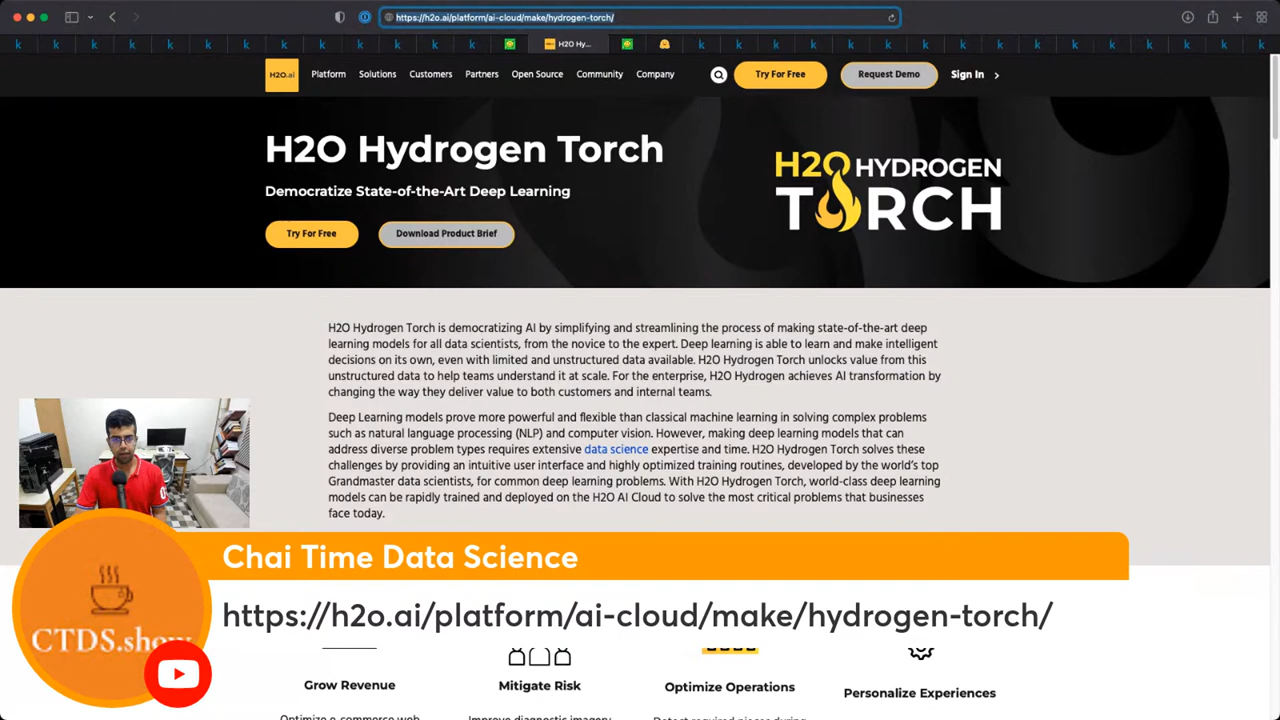 https://h2o.ai/platform/ai-cloud/make/hydrogen-torch/
H2O Hy...
H2O.ai
Platform
Solutions
Customers
Partners
Open Source
Community
Company
Try For Free
Request Demo
Sign In
H2O Hydrogen Torch
Democratize State-of-the-Art Deep Learning
Try For Free
Download Product Brief
H2O HYDROGEN
TORCH
H2O Hydrogen Torch is democratizing AI by simplifying and streamlining the process of making state-of-the-art deep
learning models for all data scientists, from the novice to the expert. Deep learning is able to learn and make intelligent
decisions on its own, even with limited and unstructured data available. H2O Hydrogen Torch unlocks value from this
unstructured data to help teams understand it at scale. For the enterprise, H2O Hydrogen achieves AI transformation by
changing the way they deliver value to both customers and internal teams.
Deep Learning models prove more powerful and flexible than classical machine learning in solving complex problems
such as natural language processing (NLP) and computer vision. However, making deep learning models that can
address diverse problem types requires extensive data science expertise and time. H2O Hydrogen Torch solves these
challenges by providing an intuitive user interface and highly optimized training routines, developed by the world's top
Grandmaster data scientists, for common deep learning problems. With H2O Hydrogen Torch, world-class deep learning
models can be rapidly trained and deployed on the H2O AI Cloud to solve the most critical problems that businesses
face today.
Chai Time Data Science
https://h2o.ai/platform/ai-cloud/make/hydrogen-torch/
CTDS.show
Grow Revenue
Mitigate Risk
Optimize Operations
Personalize Experiences